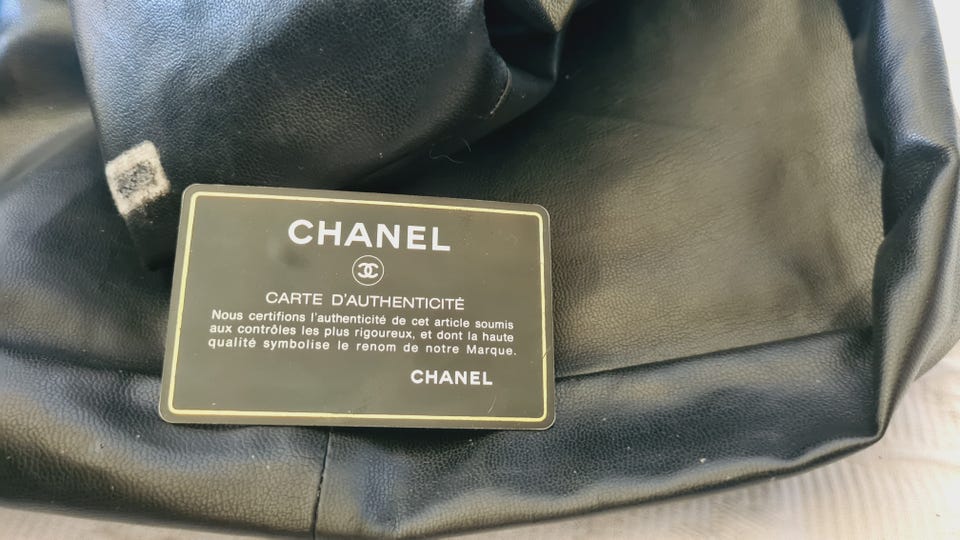 CHANEL
CARTE D'AUTHENTICITÉ
Nous certifions l'authenticité de cet article soumis
aux contrôles les plus rigoureux, et dont la haute
qualité symbolise le renom de notre Marque.
CHANEL